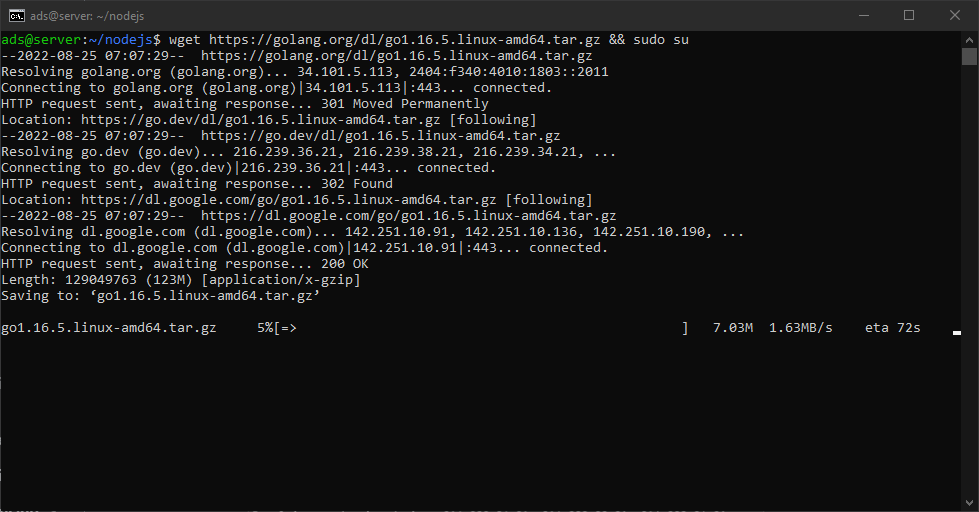 ads@server: ~/nodejs
ads@server:~/nodejs$ wget https://golang.org/dl/go1.16.5.linux-amd64.tar.gz && sudo su
--2022-08-25 07:07:29--  https://golang.org/dl/go1.16.5.linux-amd64.tar.gz
Resolving golang.org (golang.org)... 34.101.5.113, 2404:f340:4010:1803::2011
Connecting to golang.org (golang.org)|34.101.5.113|:443... connected.
HTTP request sent, awaiting response... 301 Moved Permanently
Location: https://go.dev/dl/go1.16.5.linux-amd64.tar.gz [following]
--2022-08-25 07:07:29--  https://go.dev/dl/go1.16.5.linux-amd64.tar.gz
Resolving go.dev (go.dev)... 216.239.36.21, 216.239.38.21, 216.239.34.21, ...
Connecting to go.dev (go.dev)|216.239.36.21|:443... connected.
HTTP request sent, awaiting response... 302 Found
Location: https://dl.google.com/go/go1.16.5.linux-amd64.tar.gz [following]
--2022-08-25 07:07:29--  https://dl.google.com/go/go1.16.5.linux-amd64.tar.gz
Resolving dl.google.com (dl.google.com)... 142.251.10.91, 142.251.10.136, 142.251.10.190, ...
Connecting to dl.google.com (dl.google.com)|142.251.10.91|:443... connected.
HTTP request sent, awaiting response... 200 OK
Length: 129049763 (123M) [application/x-gzip]
Saving to: ‘go1.16.5.linux-amd64.tar.gz’
go1.16.5.linux-amd64.tar.gz     5%[=>                                                ]   7.03M  1.63MB/s    eta 72s